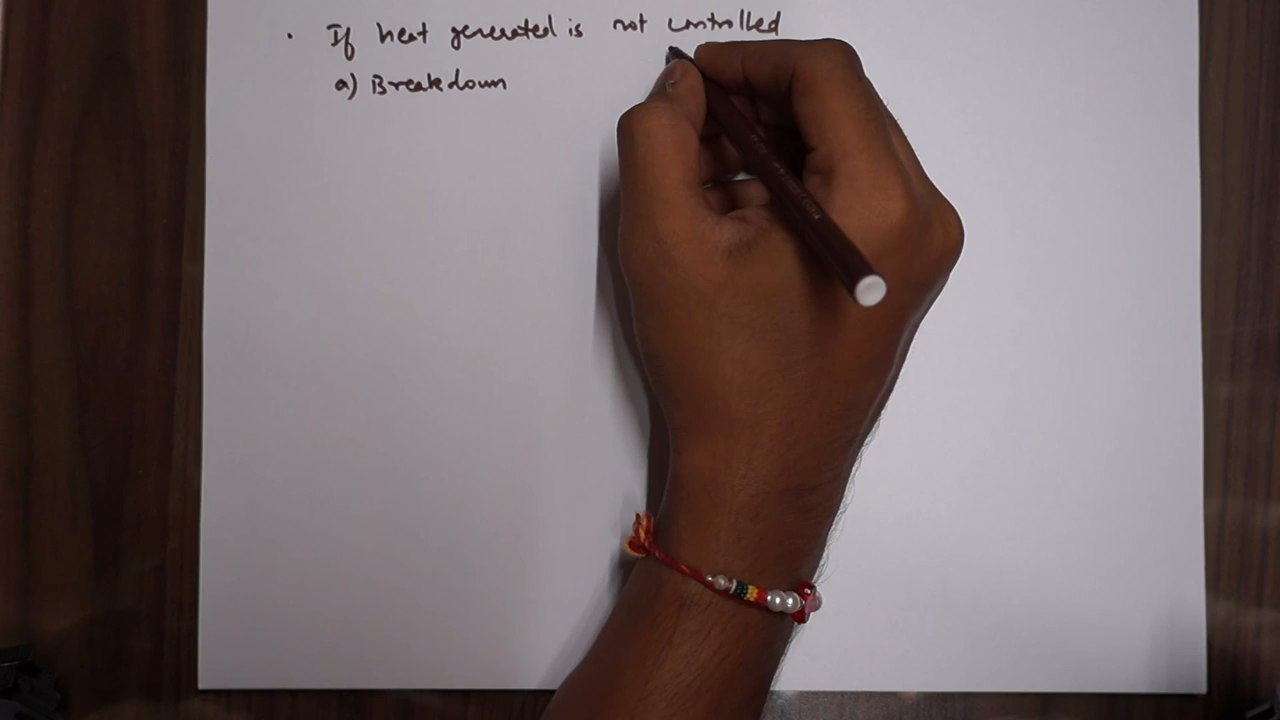 . If heat generated is not controlled
a) Breakdown